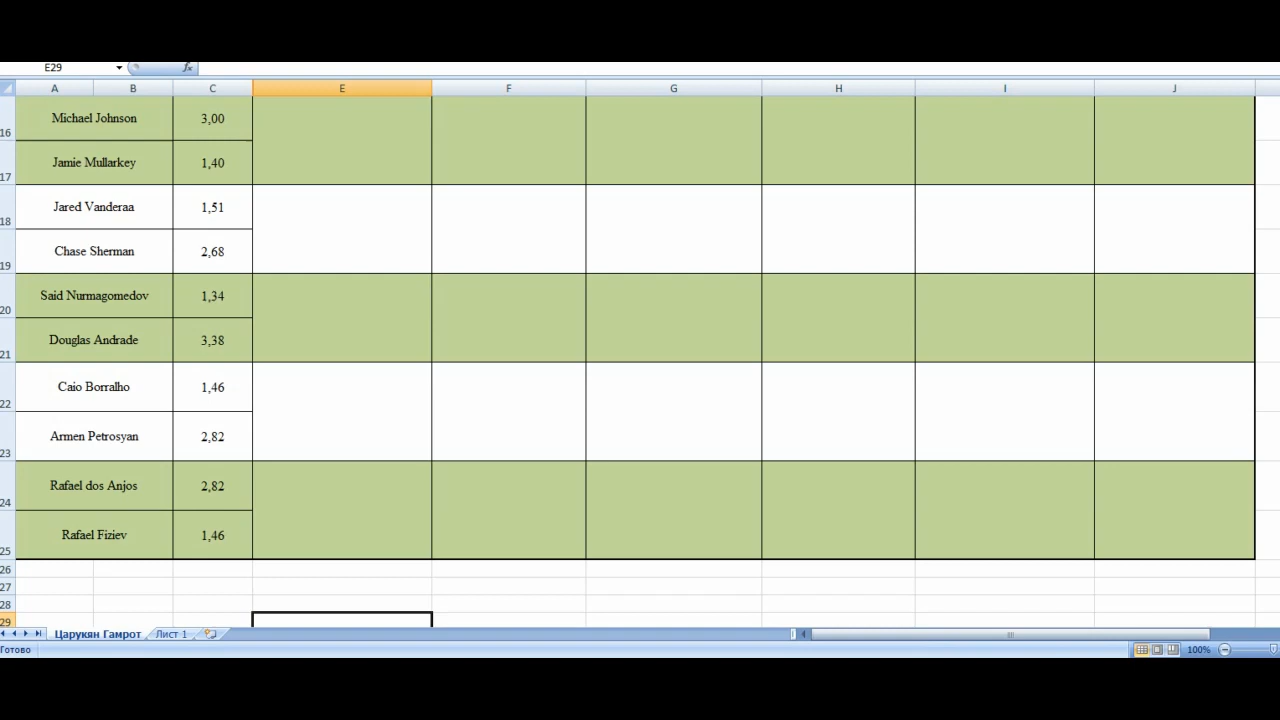 E29
fx
A B C E F G H I J
16 Michael Johnson 3,00
17 Jamie Mullarkey 1,40
18 Jared Vanderaa 1,51
19 Chase Sherman 2,68
20 Said Nurmagomedov 1,34
21 Douglas Andrade 3,38
22 Caio Borralho 1,46
23 Armen Petrosyan 2,82
24 Rafael dos Anjos 2,82
25 Rafael Fiziev 1,46
26
27
28
29
Царукян Гамрот Лист 1
Готово 100%